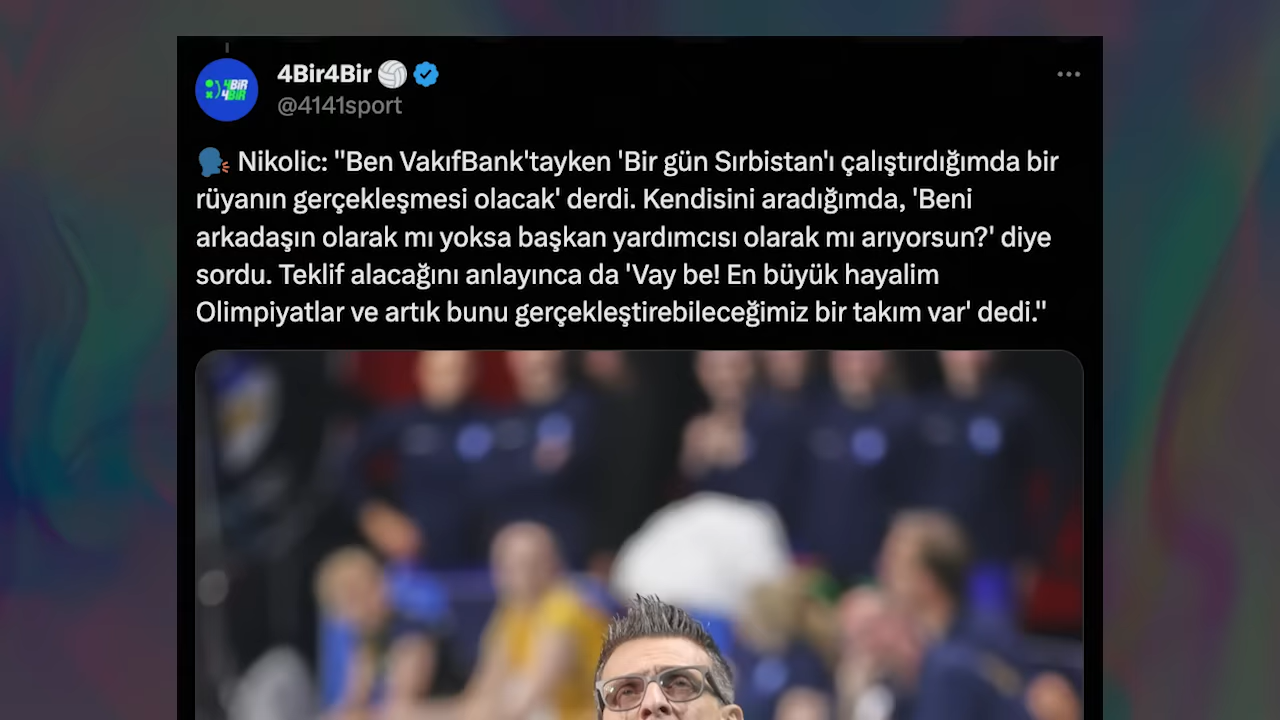 4Bir4Bir
@4141sport
4BiR
4BiR
Nikolic: "Ben VakıfBank'tayken 'Bir gün Sırbistan'ı çalıştırdığımda bir
rüyanın gerçekleşmesi olacak' derdi. Kendisini aradığımda, 'Beni
arkadaşın olarak mı yoksa başkan yardımcısı olarak mı arıyorsun?' diye
sordu. Teklif alacağını anlayınca da 'Vay be! En büyük hayalim
Olimpiyatlar ve artık bunu gerçekleştirebileceğimiz bir takım var' dedi."